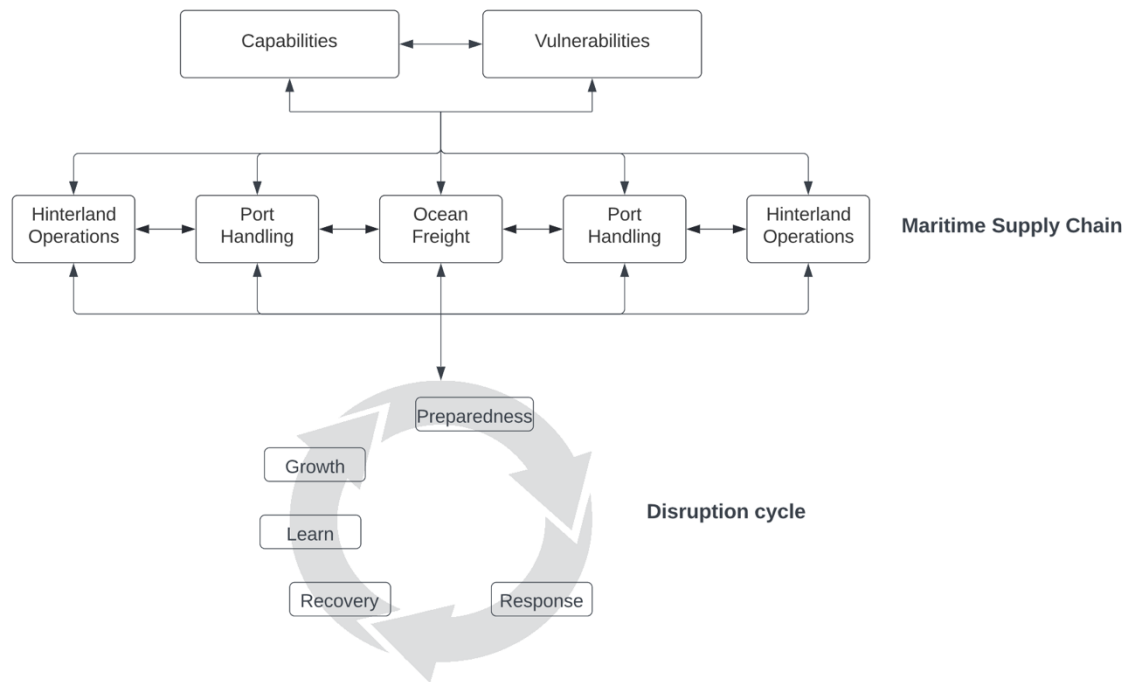 Capabilities
Vulnerabilities
Hinterland
Operations
Port
Handling
Ocean
Freight
Port
Handling
Hinterland
Operations
Maritime Supply Chain
Preparedness
Growth
Learn
Recovery
Response
Disruption cycle